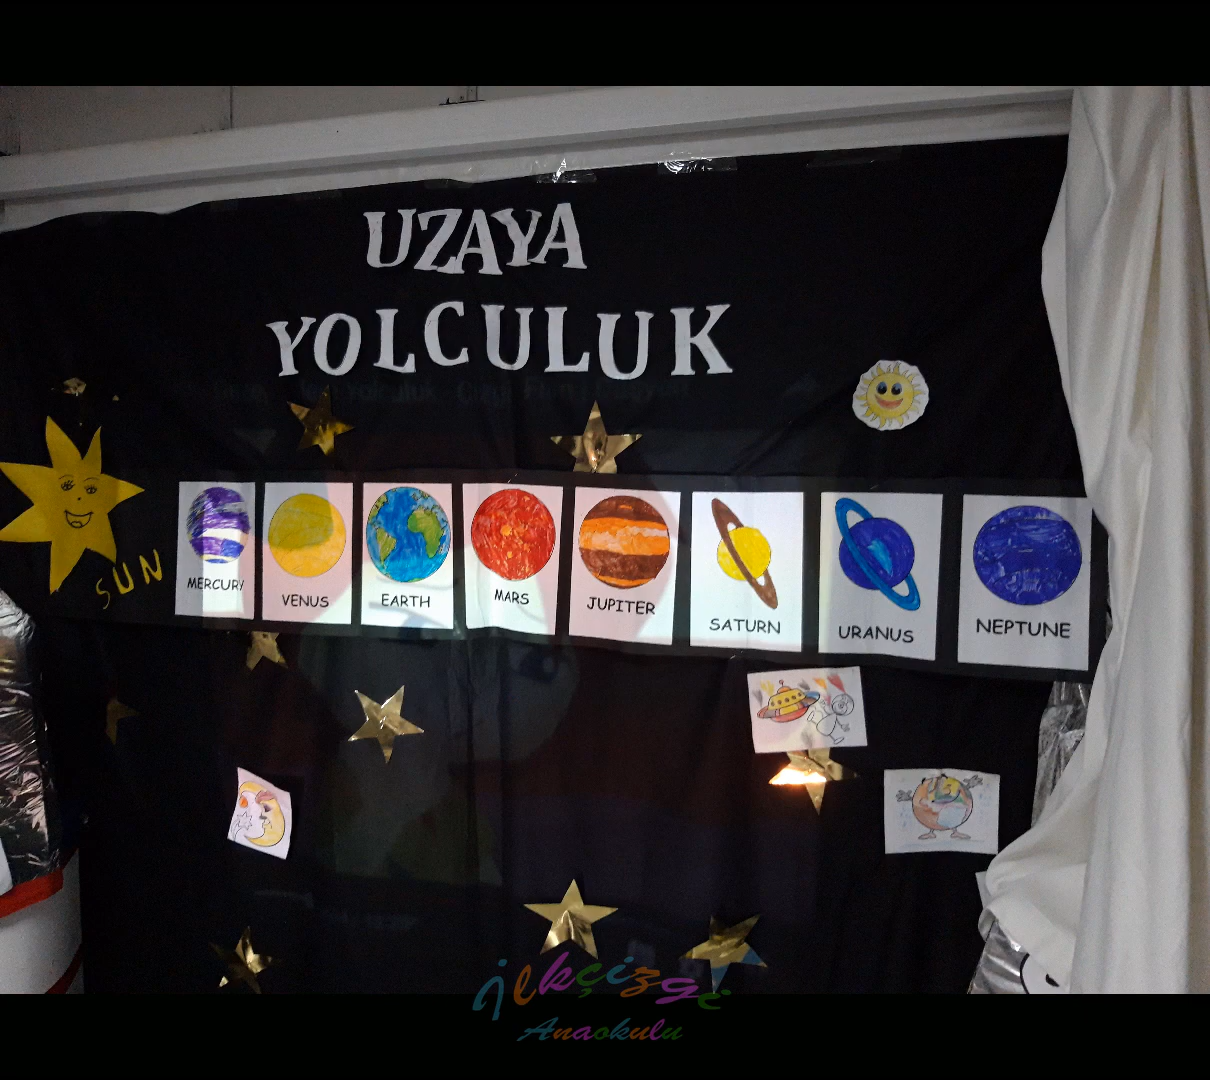 UZAYA
YOLCULUK
SUN
MERCURY
VENUS
EARTH
MARS
JUPITER
SATURN
URANUS
NEPTUNE
ilkçizgi
Anaokulu